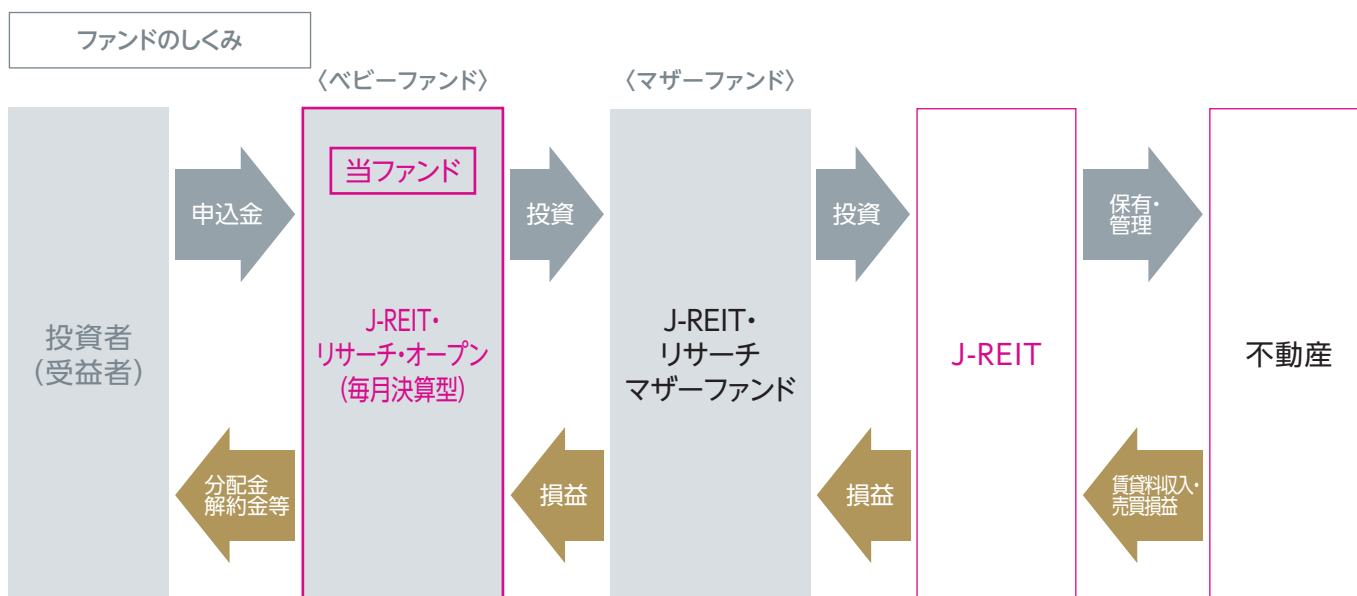 ファンドのしくみ
〈ベビーファンド〉
〈マザーファンド〉
投資者
(受益者)
申込金
分配金
解約金等
当ファンド
J-REIT・
リサーチ・オープン
(毎月決算型)
投資
損益
J-REIT・
リサーチ
マザーファンド
投資
損益
J-REIT
保有・
管理
賃貸料収入・
売買損益
不動産